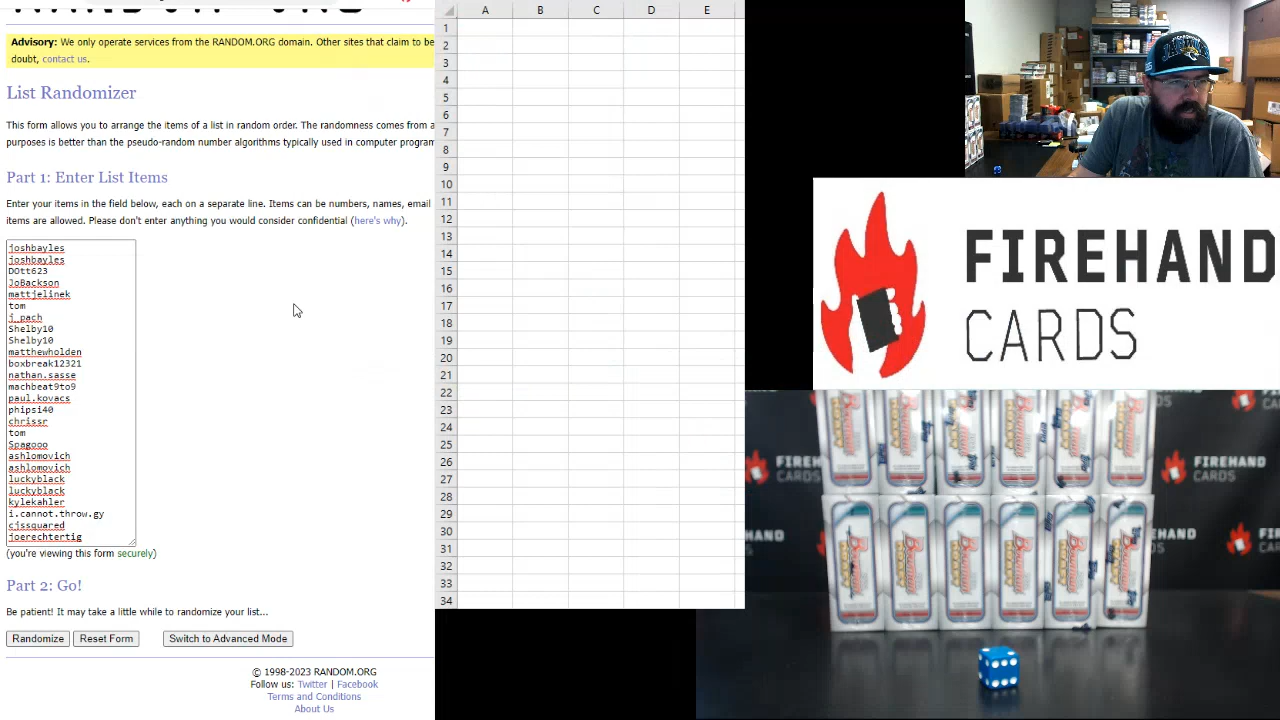 Advisory: We only operate services from the RANDOM.ORG domain. Other sites that claim to be
doubt, contact us.
List Randomizer
This form allows you to arrange the items of a list in random order. The randomness comes from a
purposes is better than the pseudo-random number algorithms typically used in computer program
Part 1: Enter List Items
Enter your items in the field below, each on a separate line. Items can be numbers, names, email
items are allowed. Please don't enter anything you would consider confidential (here's why).
joshbayles
joshbayles
DOtt623
JoBackson
mattjelinek
tom
j_pach
Shelby10
Shelby10
matthewholden
boxbreak12321
nathan.sasse
machbeat9to9
paul.kovacs
phipsi40
chrissr
tom
Spagooo
ashlomovich
ashlomovich
luckyblack
luckyblack
kylekahler
i.cannot.throw.gy
cjssquared
joerechtertig
(you're viewing this form securely)
Part 2: Go!
Be patient! It may take a little while to randomize your list...
Randomize Reset Form Switch to Advanced Mode
© 1998-2023 RANDOM.ORG
Follow us: Twitter | Facebook
Terms and Conditions
About Us
A B C D E
1
2
3
4
5
6
7
8
9
10
11
12
13
14
15
16
17
18
19
20
21
22
23
24
25
26
27
28
29
30
31
32
33
34
FIREHAND
CARDS
FIREHAND
CARDS
FIREHAND
CARDS
Bowman
Bowman
Bowman
Bowman
Bowman
Bowman